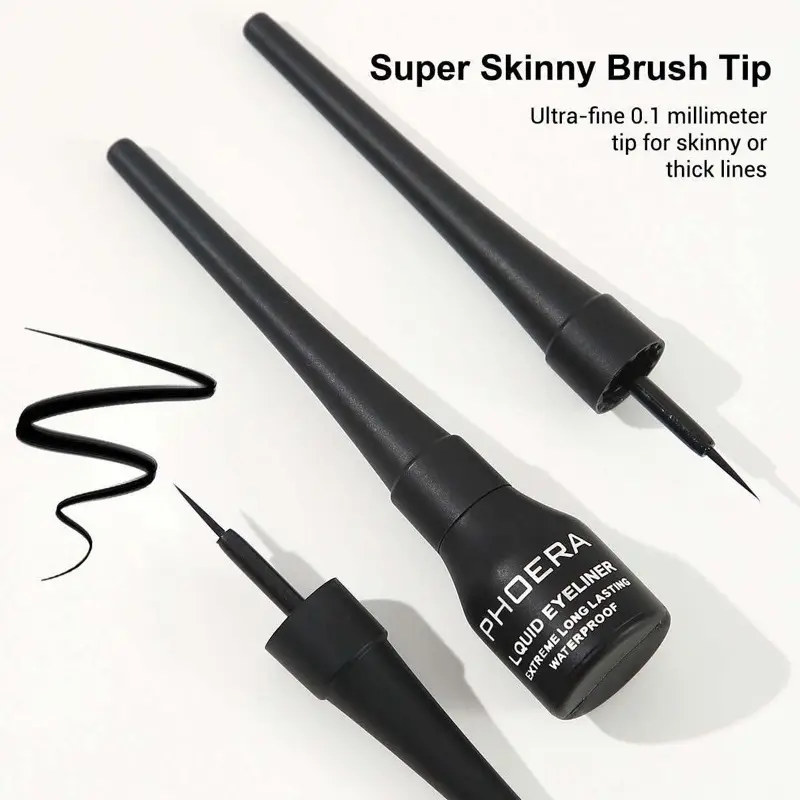 Super Skinny Brush Tip
Ultra-fine 0.1 millimeter
tip for skinny or
thick lines
PHOERA
L QUID EYELINER
EXTREME LONG LASTING
WATERPROOF